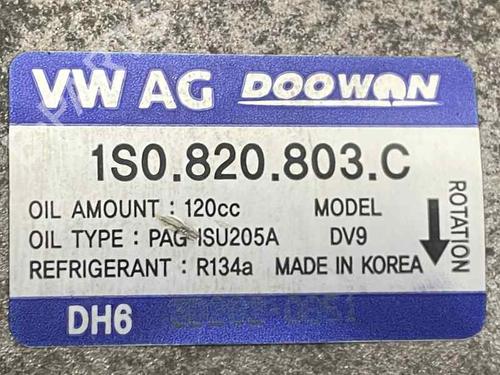 VW AG DOOWON
1S0.820.803.C
OIL AMOUNT : 120cc MODEL
OIL TYPE : PAG ISU205A DV9
REFRIGERANT : R134a MADE IN KOREA
ROTATION
DH6